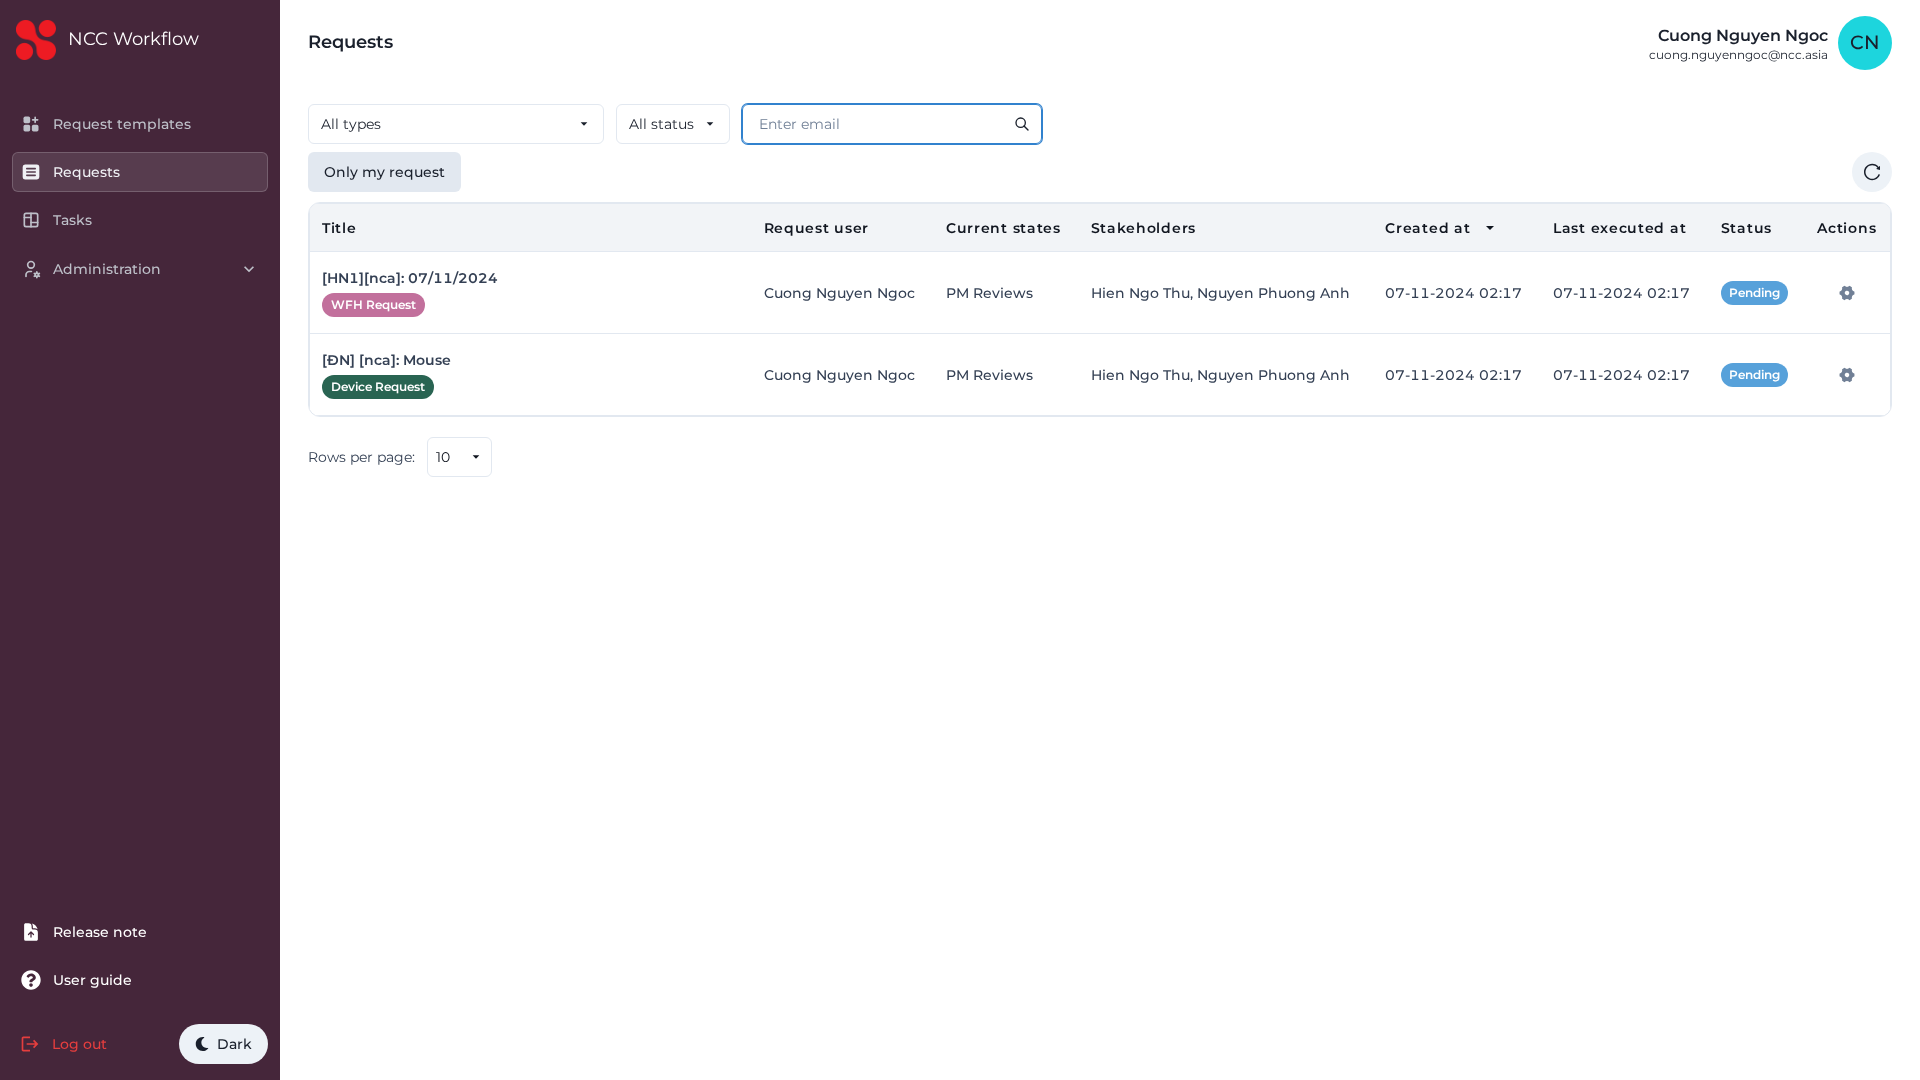 NCC Workflow
Requests
Cuong Nguyen Ngoc
cuong.nguyenngoc@ncc.asia
CN
Request templates
Requests
Tasks
Administration
All types
All status
Enter email
Only my request
Title Request user Current states Stakeholders Created at Last executed at Status Actions
[HN1][nca]: 07/11/2024
WFH Request
Cuong Nguyen Ngoc PM Reviews Hien Ngo Thu, Nguyen Phuong Anh 07-11-2024 02:17 07-11-2024 02:17 Pending
[ĐN] [nca]: Mouse
Device Request
Cuong Nguyen Ngoc PM Reviews Hien Ngo Thu, Nguyen Phuong Anh 07-11-2024 02:17 07-11-2024 02:17 Pending
Rows per page: 10
Release note
User guide
Log out
Dark